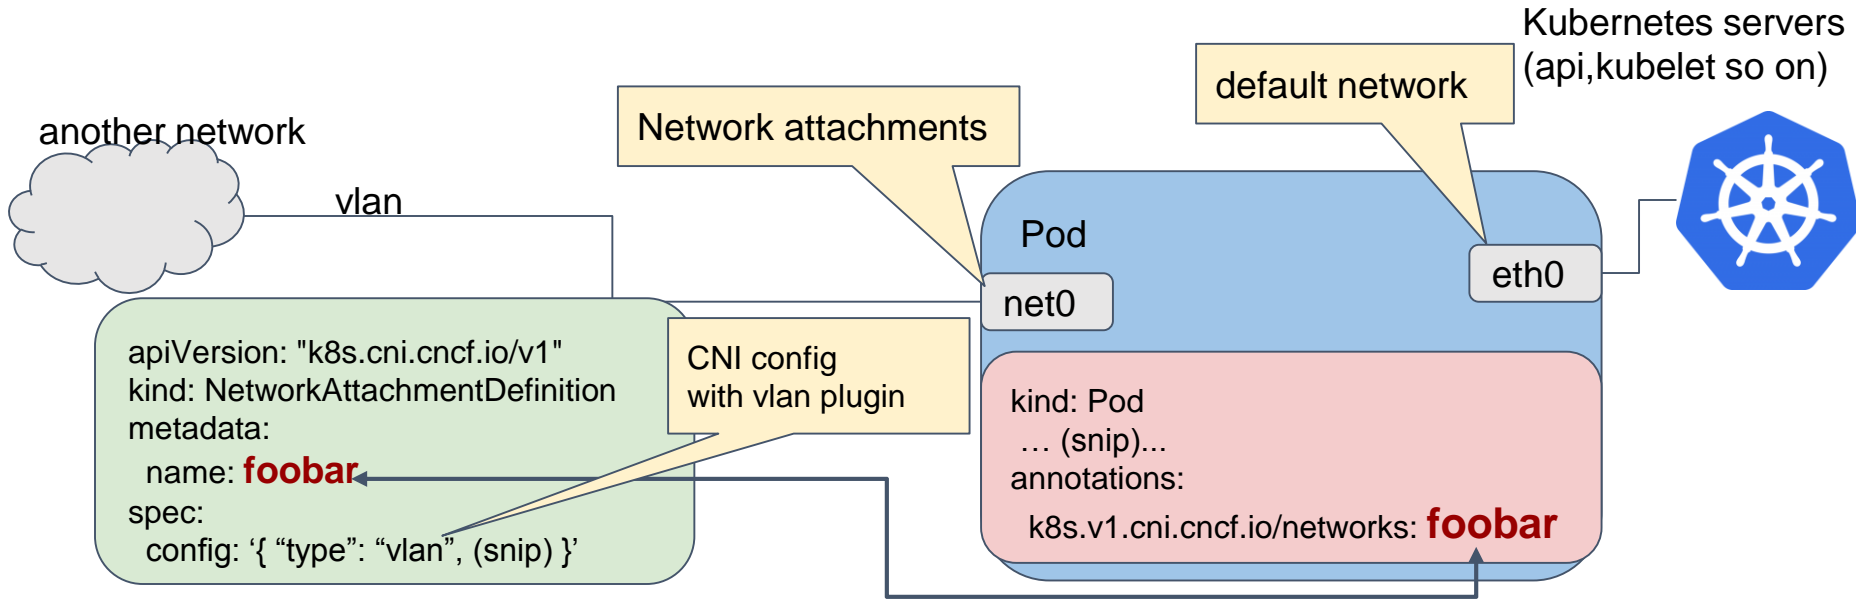 Kubernetes servers
(api,kubelet so on)
default network
Network attachments
another network
vlan
Pod
eth0
net0
apiVersion: "k8s.cni.cncf.io/v1"
kind: NetworkAttachmentDefinition
metadata:
name: foobar
spec:
config: ‘{ “type”: “vlan”, (snip) }’
CNI config
with vlan plugin
kind: Pod
… (snip)...
annotations:
k8s.v1.cni.cncf.io/networks: foobar